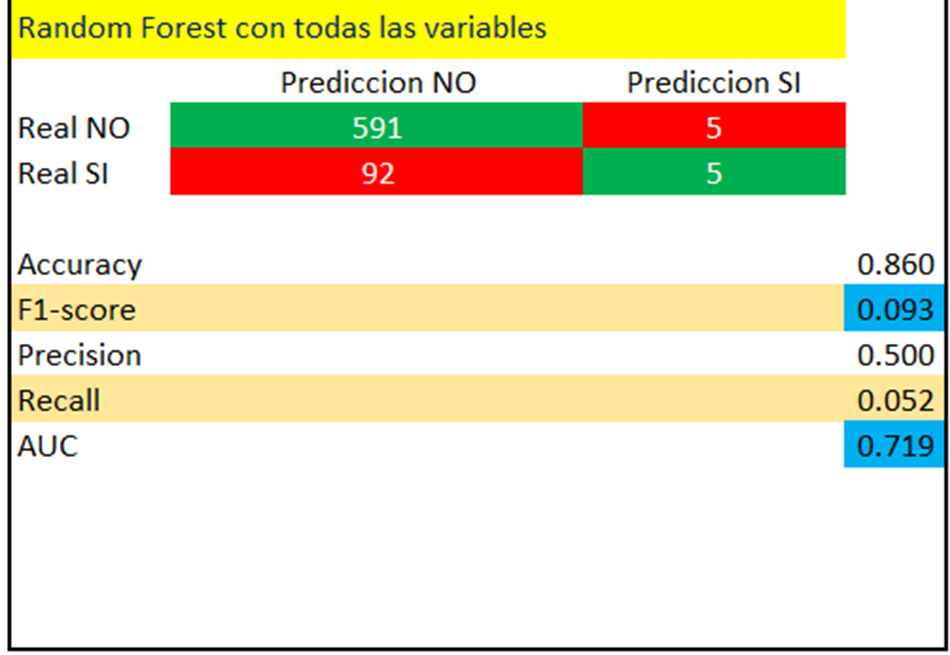 Random Forest con todas las variables
Prediccion NO Prediccion SI
Real NO 591 5
Real SI 92 5
Accuracy 0.860
F1-score 0.093
Precision 0.500
Recall 0.052
AUC 0.719